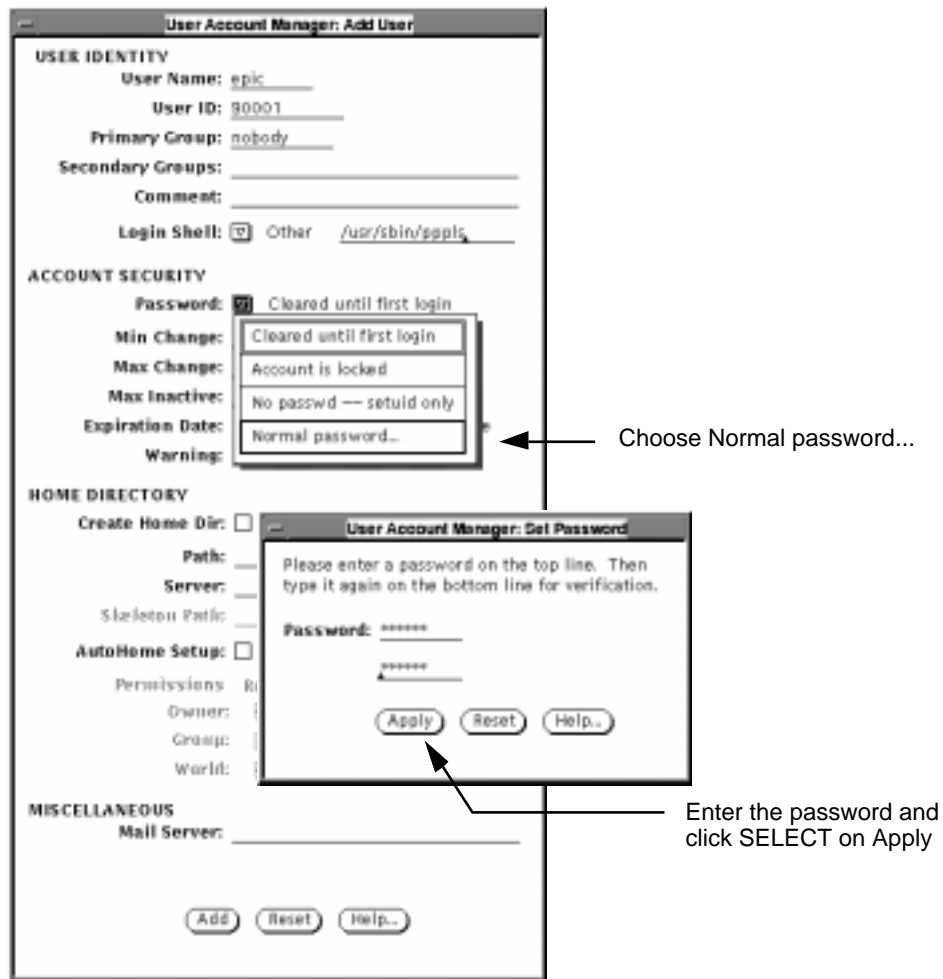 User Account Manager: Add User
USER IDENTITY
User Name: epic
User ID: 90001
Primary Group: nobody
Secondary Groups:
Comment:
Login Shell: Other /usr/sbin/pppls
ACCOUNT SECURITY
Password: Cleared until first login
Min Change: Cleared until first login
Max Change: Account is locked
Max Inactive: No passwd -- setuid only
Expiration Date: Normal password...
Warning:
Choose Normal password...
HOME DIRECTORY
Create Home Dir:
Path:
Server:
Skeleton Path:
AutoHome Setup:
Permissions
Owner:
Group:
World:
User Account Manager: Set Password
Please enter a password on the top line. Then
type it again on the bottom line for verification.
Password: ******
******
Apply Reset Help...
Enter the password and
click SELECT on Apply
MISCELLANEOUS
Mail Server:
Add Reset Help...